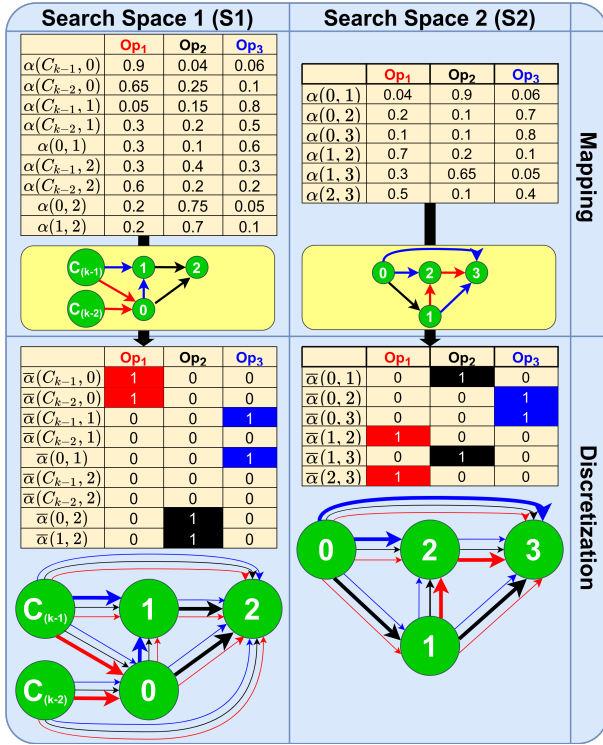 Search Space 1 (S1)
Op₁ Op₂ Op₃
α(Cₖ₋₁, 0) 0.9 0.04 0.06
α(Cₖ₋₂, 0) 0.65 0.25 0.1
α(Cₖ₋₁, 1) 0.05 0.15 0.8
α(Cₖ₋₂, 1) 0.3 0.2 0.5
α(0, 1) 0.3 0.1 0.6
α(Cₖ₋₁, 2) 0.3 0.4 0.3
α(Cₖ₋₂, 2) 0.6 0.2 0.2
α(0, 2) 0.2 0.75 0.05
α(1, 2) 0.2 0.7 0.1
C(k-1) 1 2
C(k-2) 0
Op₁ Op₂ Op₃
α̅(Cₖ₋₁, 0) 1 0 0
α̅(Cₖ₋₂, 0) 1 0 0
α̅(Cₖ₋₁, 1) 0 0 1
α̅(Cₖ₋₂, 1) 0 0 0
α̅(0, 1) 0 0 1
α̅(Cₖ₋₁, 2) 0 0 0
α̅(Cₖ₋₂, 2) 0 0 0
α̅(0, 2) 0 1 0
α̅(1, 2) 0 1 0
C(k-1) 1 2
C(k-2) 0
Search Space 2 (S2)
Op₁ Op₂ Op₃
α(0, 1) 0.04 0.9 0.06
α(0, 2) 0.2 0.1 0.7
α(0, 3) 0.1 0.1 0.8
α(1, 2) 0.7 0.2 0.1
α(1, 3) 0.3 0.65 0.05
α(2, 3) 0.5 0.1 0.4
0 2 3
1
Op₁ Op₂ Op₃
α̅(0, 1) 0 1 0
α̅(0, 2) 0 0 1
α̅(0, 3) 0 0 1
α̅(1, 2) 1 0 0
α̅(1, 3) 0 1 0
α̅(2, 3) 1 0 0
0 2 3
1
Mapping
Discretization